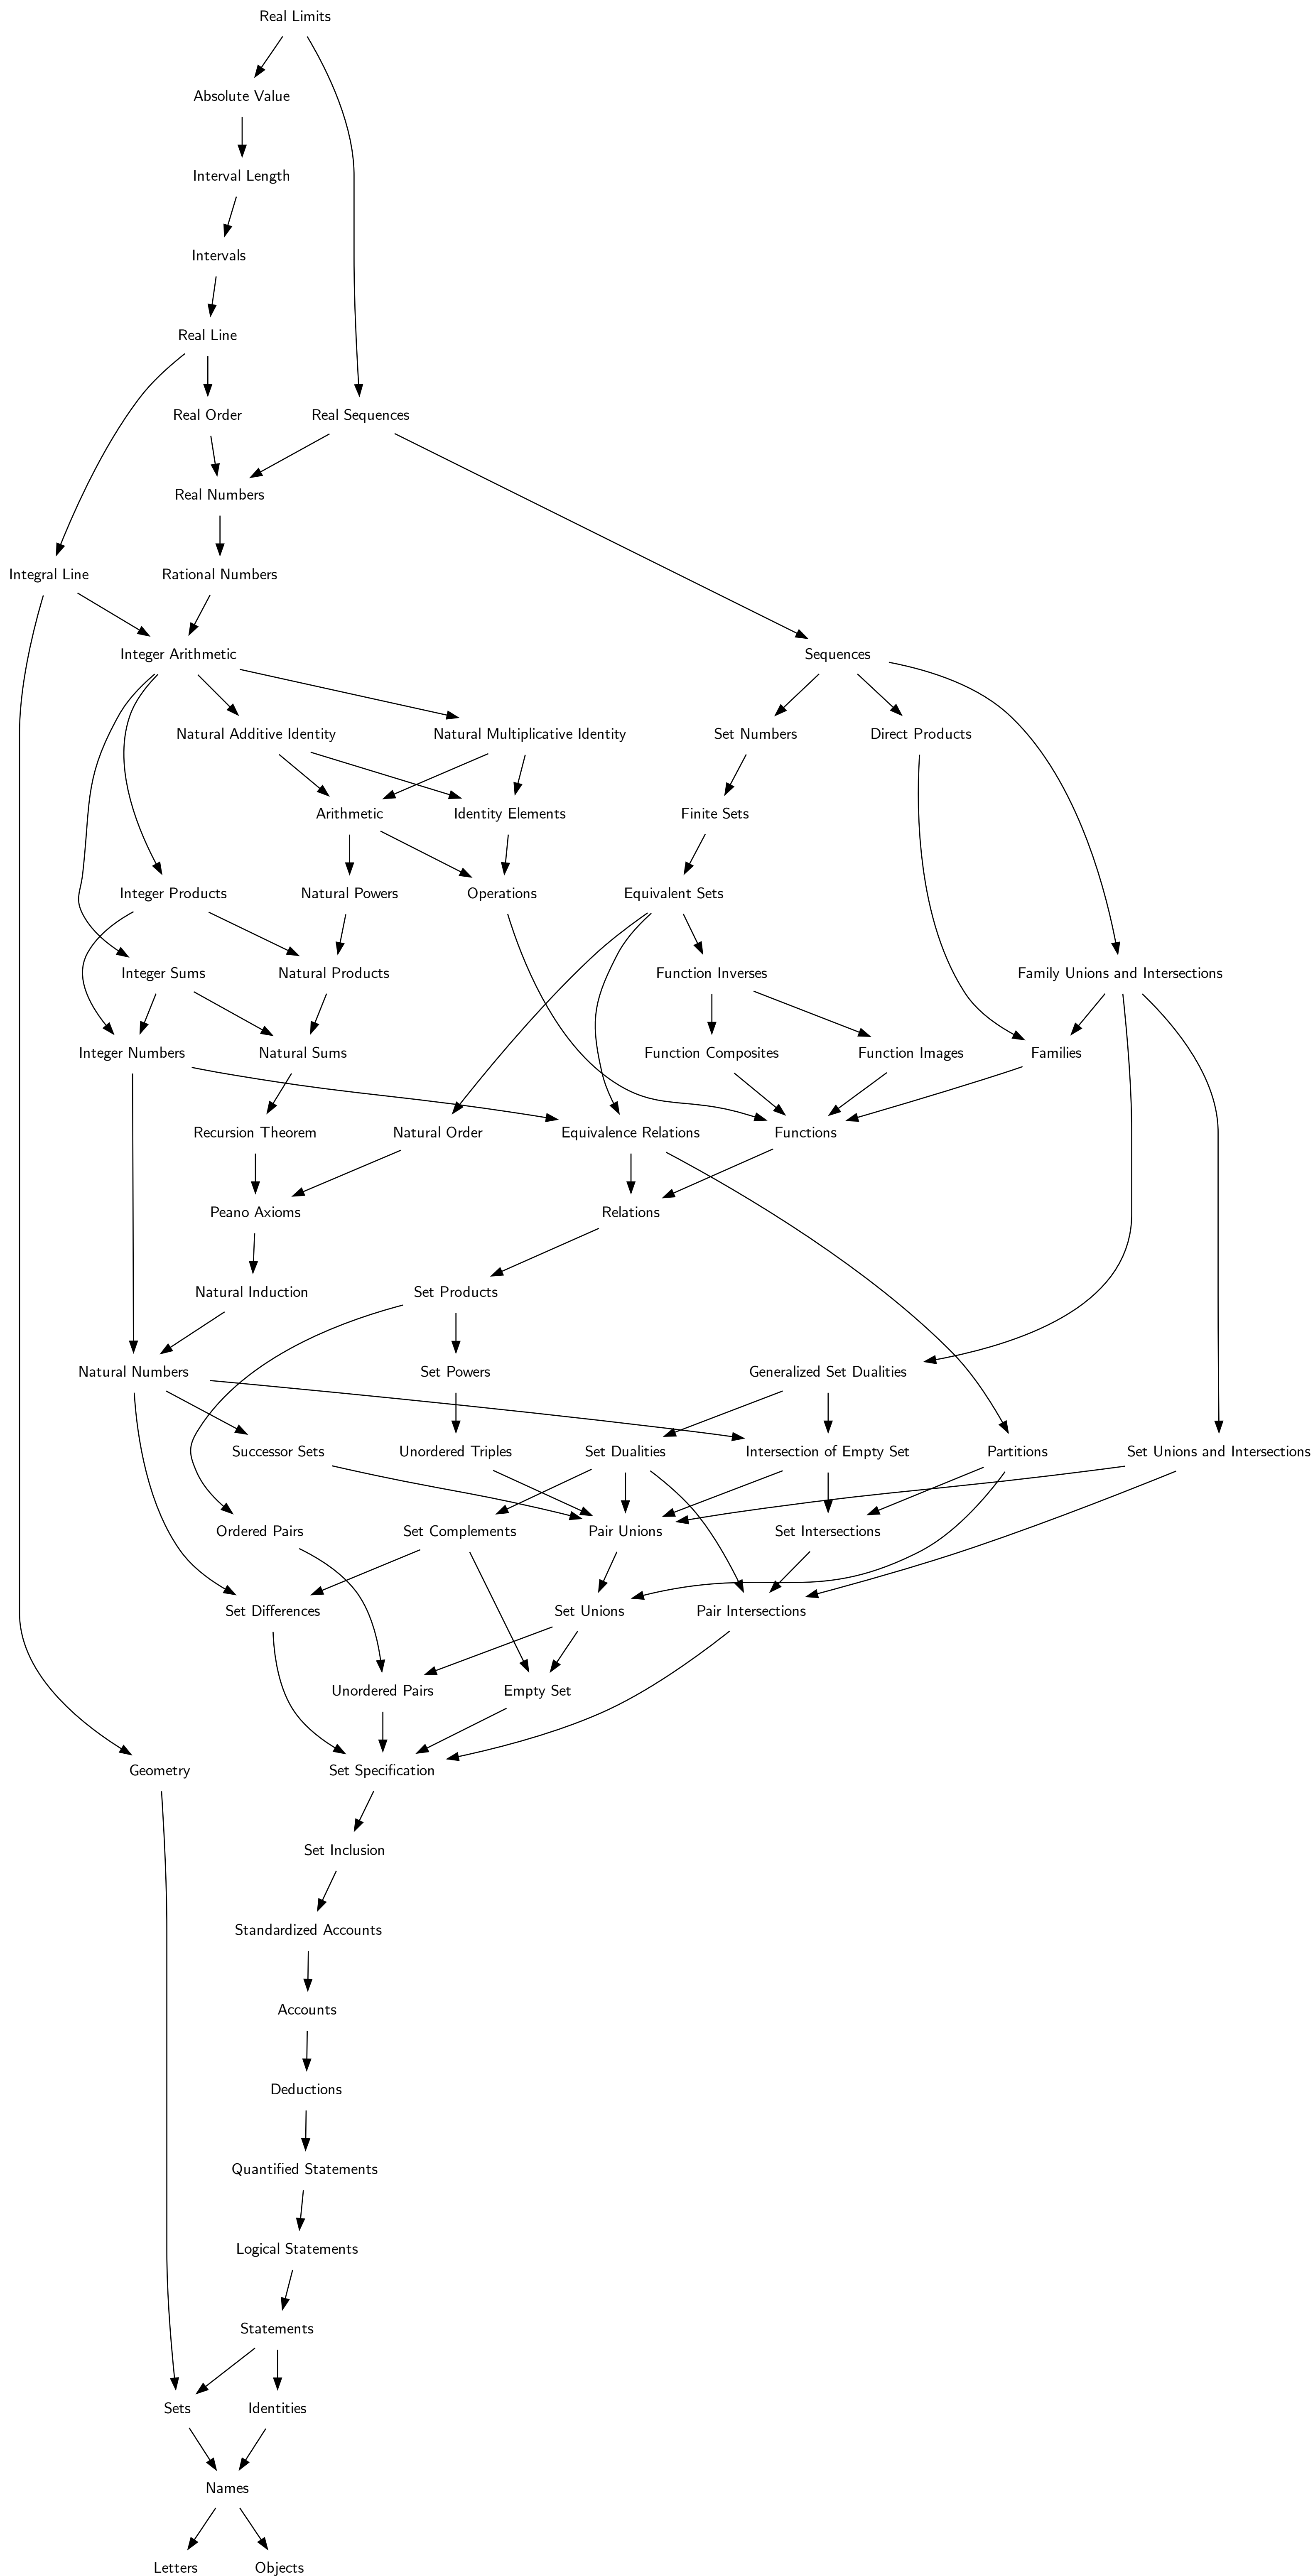 Real Limits
Absolute Value
Interval Length
Intervals
Real Line
Real Order
Real Sequences
Real Numbers
Integral Line
Rational Numbers
Integer Arithmetic
Sequences
Natural Additive Identity
Natural Multiplicative Identity
Set Numbers
Direct Products
Arithmetic
Identity Elements
Finite Sets
Integer Products
Natural Powers
Operations
Equivalent Sets
Integer Sums
Natural Products
Function Inverses
Family Unions and Intersections
Integer Numbers
Natural Sums
Function Composites
Function Images
Families
Recursion Theorem
Natural Order
Equivalence Relations
Functions
Peano Axioms
Relations
Natural Induction
Set Products
Natural Numbers
Set Powers
Generalized Set Dualities
Successor Sets
Unordered Triples
Set Dualities
Intersection of Empty Set
Partitions
Set Unions and Intersections
Ordered Pairs
Set Complements
Pair Unions
Set Intersections
Set Differences
Set Unions
Pair Intersections
Unordered Pairs
Empty Set
Geometry
Set Specification
Set Inclusion
Standardized Accounts
Accounts
Deductions
Quantified Statements
Logical Statements
Statements
Sets
Identities
Names
Letters
Objects